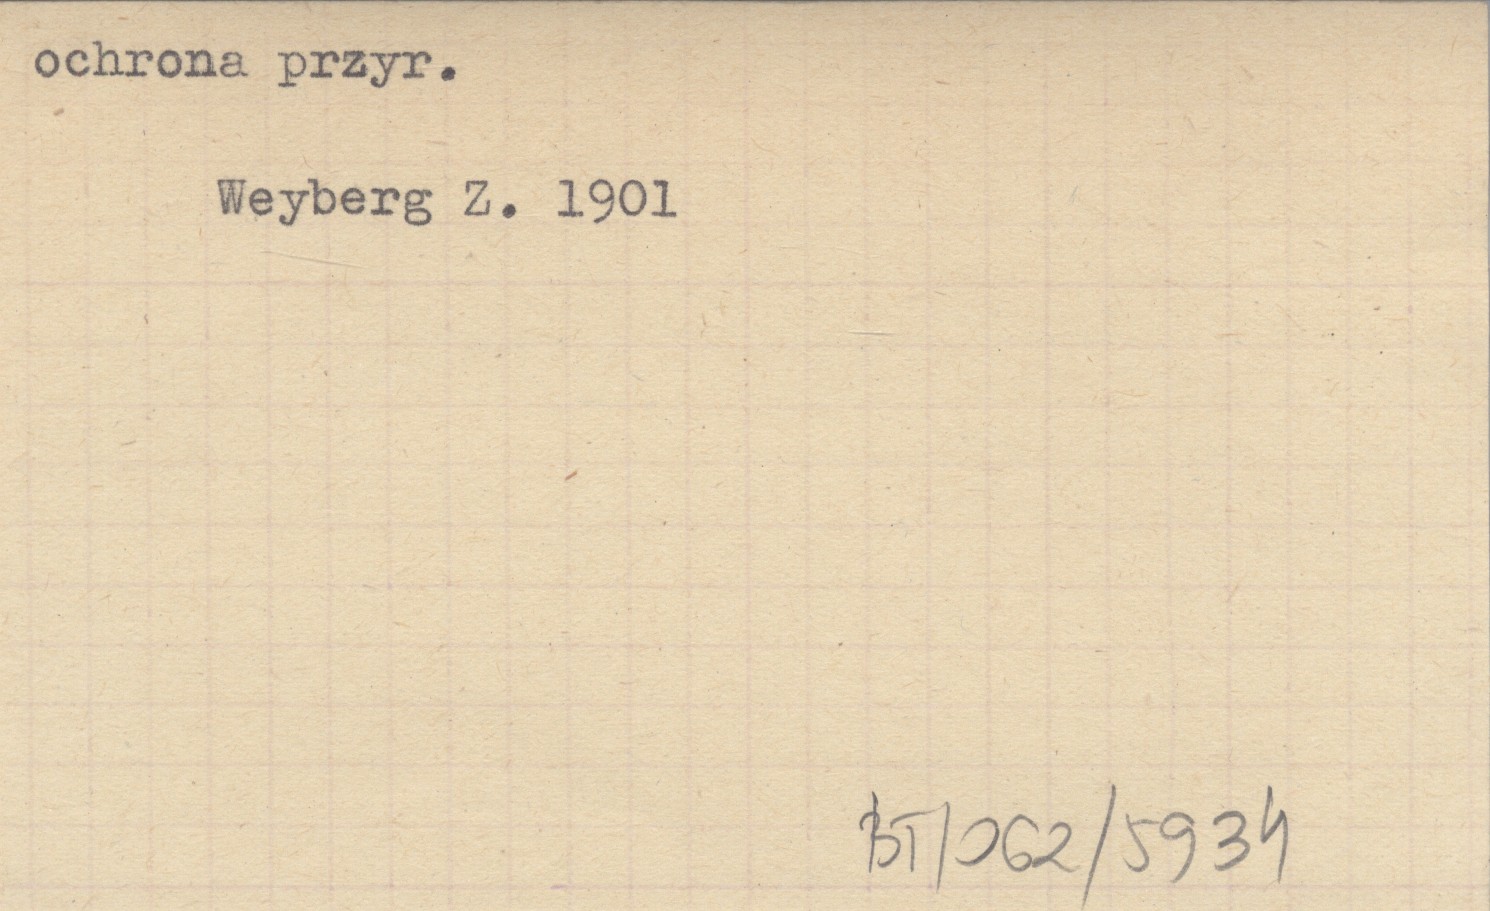 ochrona przyr.
Weyberg Z. 1901
BT/062/5934